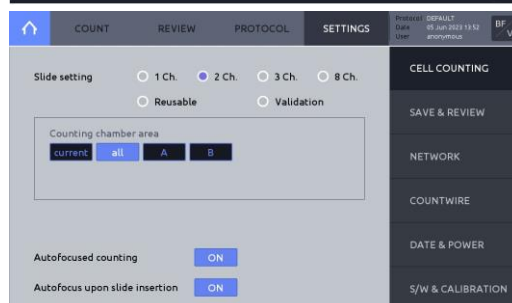 COUNT REVIEW PROTOCOL SETTINGS
Protocol DEFAULT
Date 05 Jun 2023 13:52
User anonymous
BF
Slide setting 1 Ch. 2 Ch. 3 Ch. 8 Ch.
Reusable Validation
Counting chamber area
current all A B
Autofocused counting ON
Autofocus upon slide insertion ON
CELL COUNTING
SAVE & REVIEW
NETWORK
COUNTWIRE
DATE & POWER
S/W & CALIBRATION